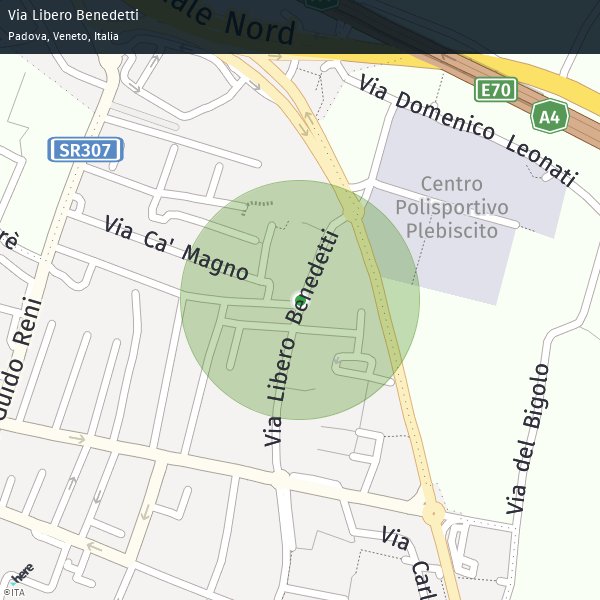 Via Libero Benedetti
Padova, Veneto, Italia
ale Nord
E70
A4
Via Domenico Leonati
SR307
Centro
Polisportivo
Plebiscito
Via Ca' Magno
rè
Via Libero Benedetti
Guido Reni
Via del Bigolo
Via Carl
here
©ITA